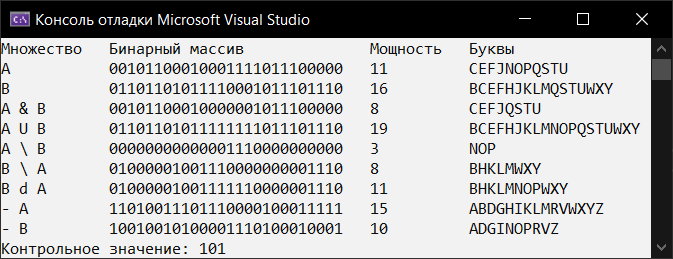 Консоль отладки Microsoft Visual Studio
Множество Бинарный массив Мощность Буквы
A 00101100010001111011100000 11 CEFJNOPQSTU
B 01101101011110001011101110 16 BCEFHJKLMQSTUWXY
A & B 00101100010000001011100000 8 CEFJQSTU
A U B 01101101011111111011101110 19 BCEFHJKLMNOPQSTUWXY
A \ B 00000000000001110000000000 3 NOP
B \ A 01000001001110000000001110 8 BHKLMWXY
B d A 01000001001111110000001110 11 BHKLMNOPWXY
- A 11010011101110000100011111 15 ABDGHIKLMRVWXYZ
- B 10010010100001110100010001 10 ADGINOPRVZ
Контрольное значение: 101